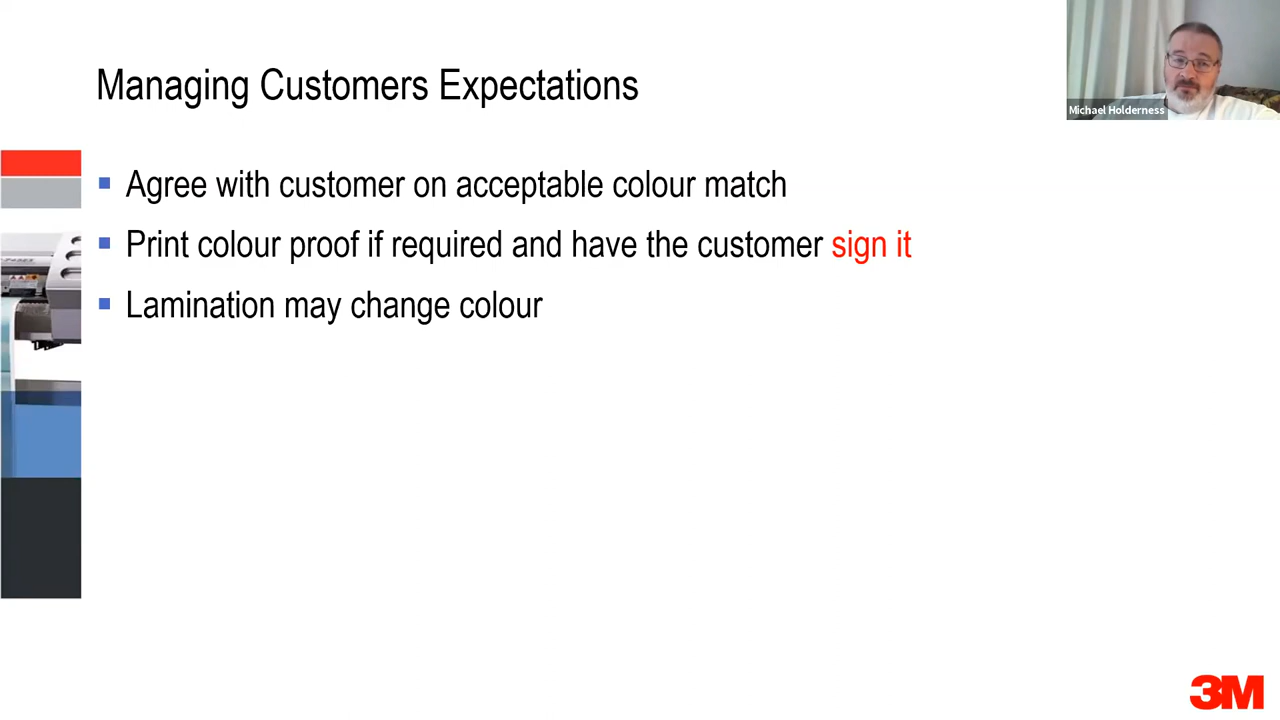 Managing Customers Expectations
Michael Holderness
Agree with customer on acceptable colour match
Print colour proof if required and have the customer sign it
Lamination may change colour
3M